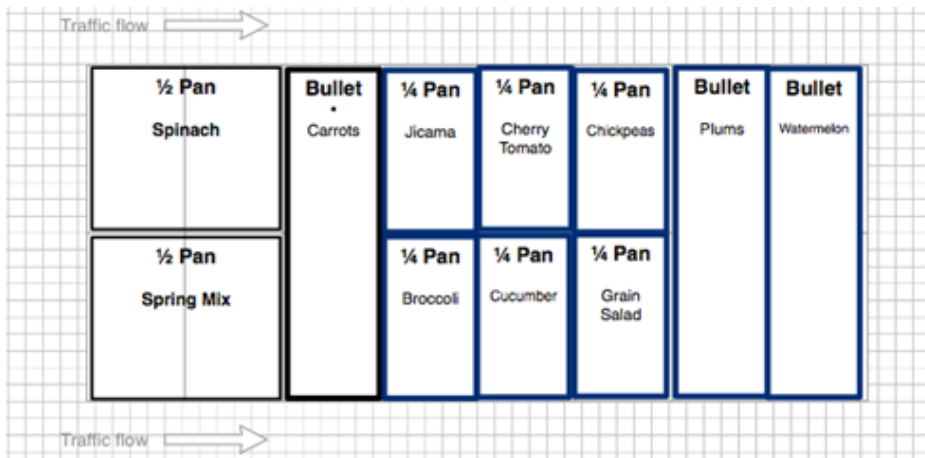 Traffic flow
½ Pan
Spinach
Bullet
•
Carrots
¼ Pan
Jicama
¼ Pan
Cherry
Tomato
¼ Pan
Chickpeas
Bullet
Plums
Bullet
Watermelon
½ Pan
Spring Mix
¼ Pan
Broccoli
¼ Pan
Cucumber
¼ Pan
Grain
Salad
Traffic flow